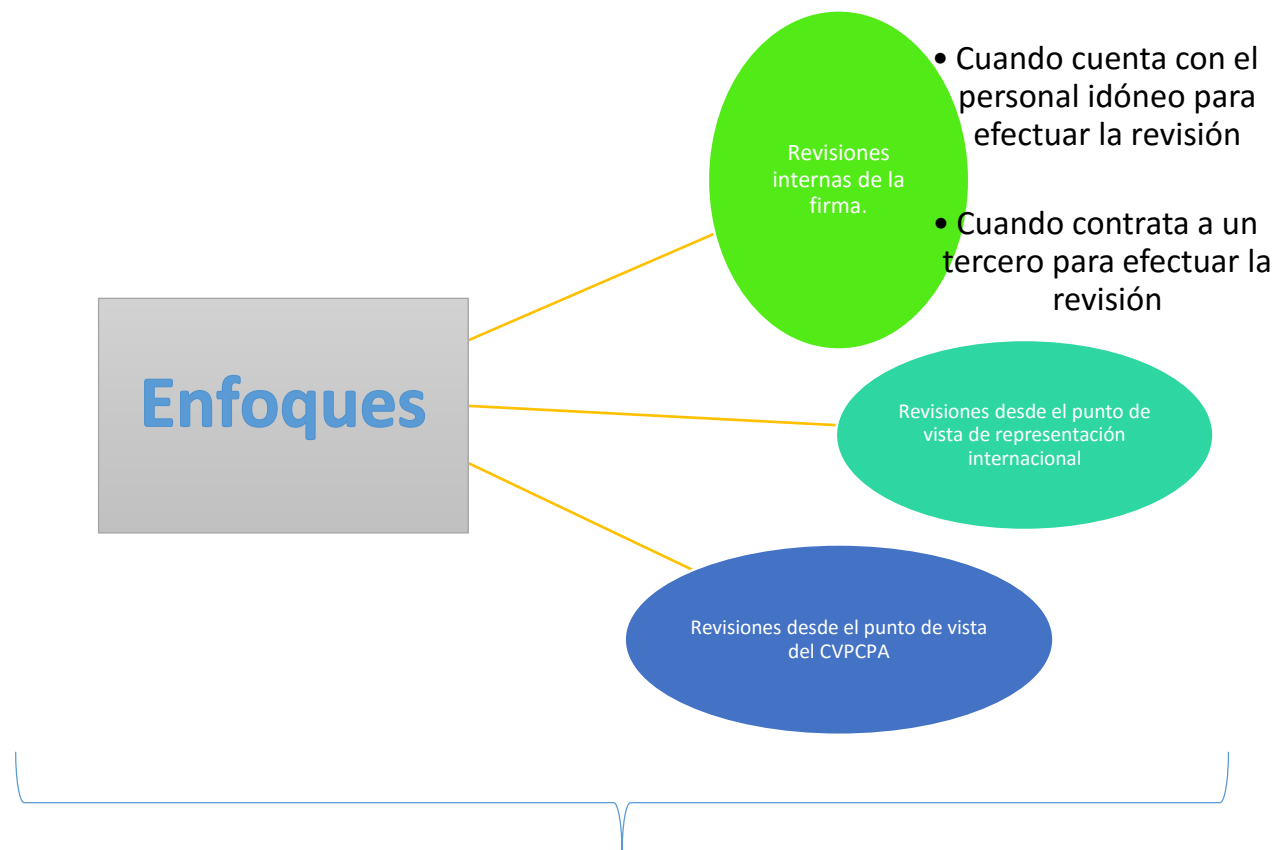 Enfoques
Revisiones
internas de la
firma.
• Cuando cuenta con el
personal idóneo para
efectuar la revisión
• Cuando contrata a un
tercero para efectuar la
revisión
Revisiones desde el punto de
vista de representación
internacional
Revisiones desde el punto de vista
del CVPCPA